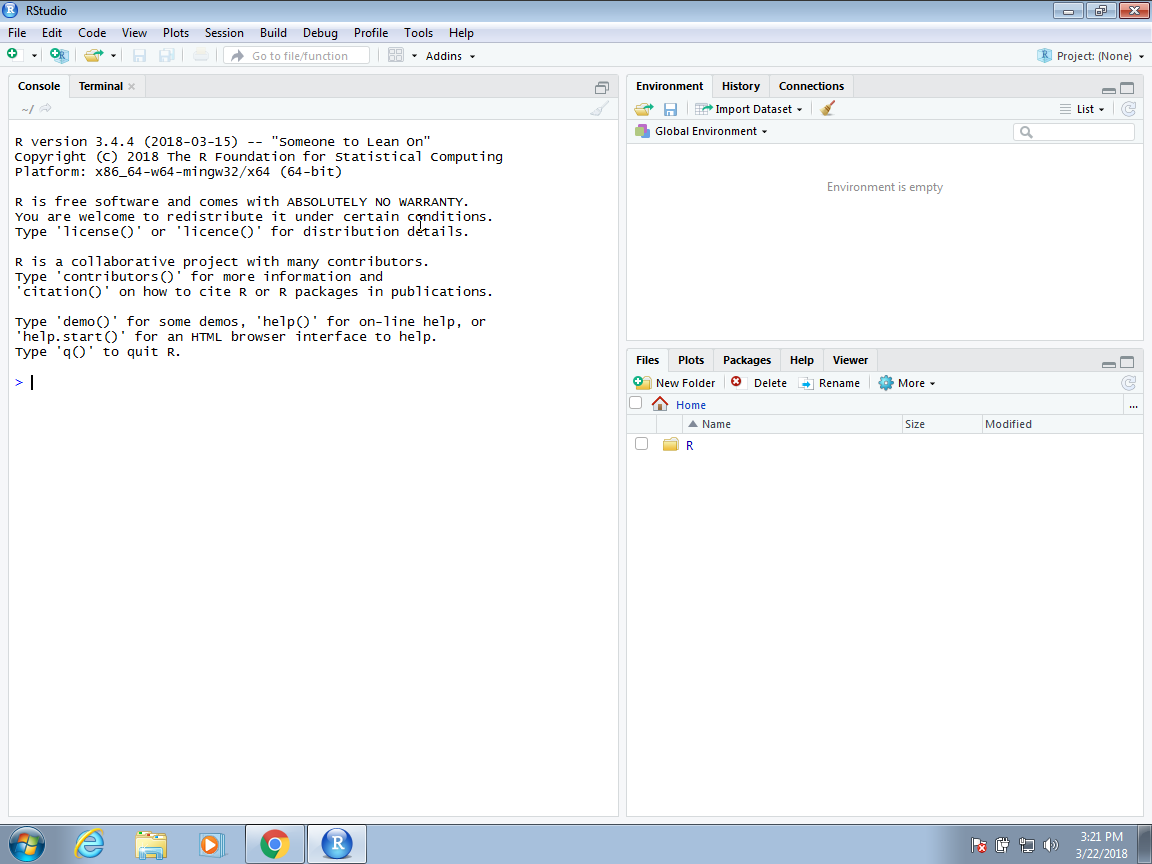 RStudio
File Edit Code View Plots Session Build Debug Profile Tools Help
Go to file/function Addins Project: (None)
Console Terminal
~/
R version 3.4.4 (2018-03-15) -- "Someone to Lean On"
Copyright (C) 2018 The R Foundation for Statistical Computing
Platform: x86_64-w64-mingw32/x64 (64-bit)
R is free software and comes with ABSOLUTELY NO WARRANTY.
You are welcome to redistribute it under certain conditions.
Type 'license()' or 'licence()' for distribution details.
R is a collaborative project with many contributors.
Type 'contributors()' for more information and
'citation()' on how to cite R or R packages in publications.
Type 'demo()' for some demos, 'help()' for on-line help, or
'help.start()' for an HTML browser interface to help.
Type 'q()' to quit R.
>
Environment History Connections
Import Dataset List
Global Environment
Environment is empty
Files Plots Packages Help Viewer
New Folder Delete Rename More
Home ...
Name Size Modified
R
3:21 PM
3/22/2018